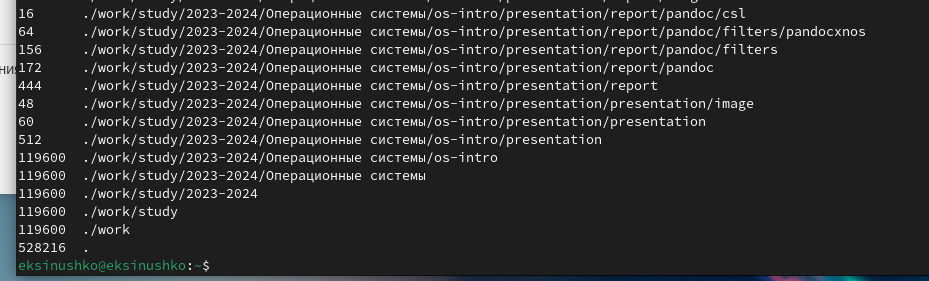 16      ./work/study/2023-2024/Операционные системы/os-intro/presentation/report/pandoc/csl
64      ./work/study/2023-2024/Операционные системы/os-intro/presentation/report/pandoc/filters/pandocxnos
156     ./work/study/2023-2024/Операционные системы/os-intro/presentation/report/pandoc/filters
172     ./work/study/2023-2024/Операционные системы/os-intro/presentation/report/pandoc
444     ./work/study/2023-2024/Операционные системы/os-intro/presentation/report
48      ./work/study/2023-2024/Операционные системы/os-intro/presentation/presentation/image
60      ./work/study/2023-2024/Операционные системы/os-intro/presentation/presentation
512     ./work/study/2023-2024/Операционные системы/os-intro/presentation
119600  ./work/study/2023-2024/Операционные системы/os-intro
119600  ./work/study/2023-2024/Операционные системы
119600  ./work/study/2023-2024
119600  ./work/study
119600  ./work
528216  .
eksinushko@eksinushko:~$